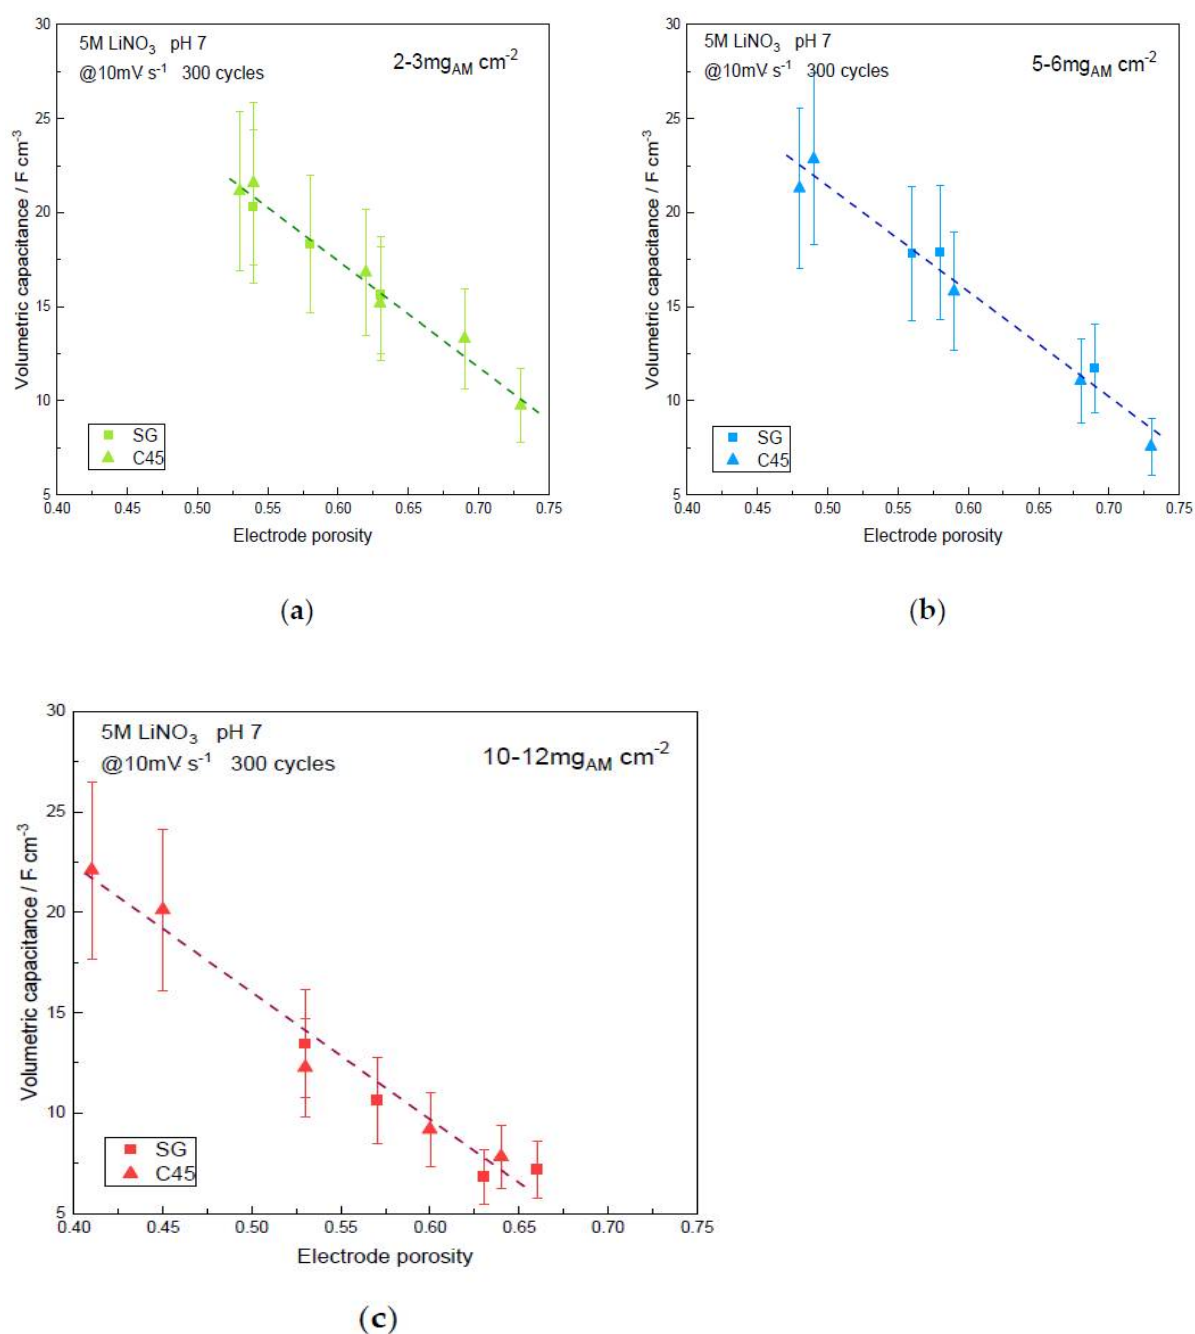 5M LiNO₃ pH 7
@10mV s⁻¹ 300 cycles
2-3mg_AM cm⁻²
Volumetric capacitance / F cm⁻³
30
25
20
15
10
5
SG
C45
0.40 0.45 0.50 0.55 0.60 0.65 0.70 0.75
Electrode porosity
(a)
5M LiNO₃ pH 7
@10mV s⁻¹ 300 cycles
5-6mg_AM cm⁻²
Volumetric capacitance / F cm⁻³
30
25
20
15
10
5
SG
C45
0.40 0.45 0.50 0.55 0.60 0.65 0.70 0.75
Electrode porosity
(b)
5M LiNO₃ pH 7
@10mV s⁻¹ 300 cycles
10-12mg_AM cm⁻²
Volumetric capacitance / F cm⁻³
30
25
20
15
10
5
SG
C45
0.40 0.45 0.50 0.55 0.60 0.65 0.70 0.75
Electrode porosity
(c)